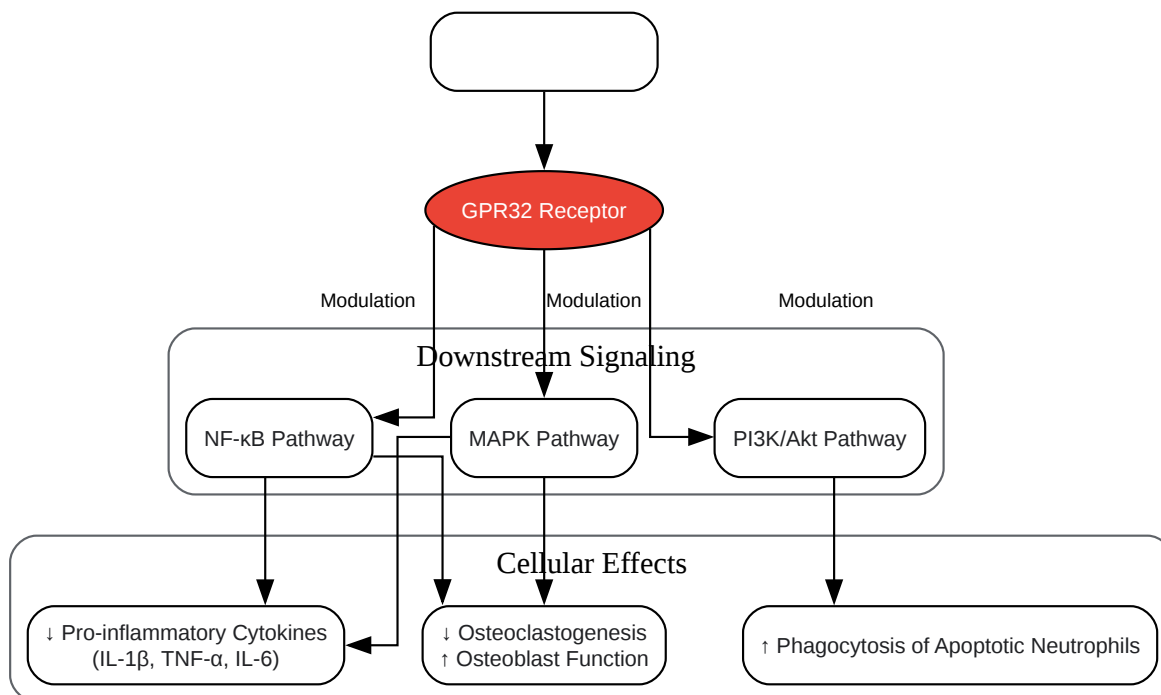 GPR32 Receptor
Modulation
Modulation
Modulation
Downstream Signaling
NF-κB Pathway
MAPK Pathway
PI3K/Akt Pathway
Cellular Effects
↓ Pro-inflammatory Cytokines
(IL-1β, TNF-α, IL-6)
↓ Osteoclastogenesis
↑ Osteoblast Function
↑ Phagocytosis of Apoptotic Neutrophils